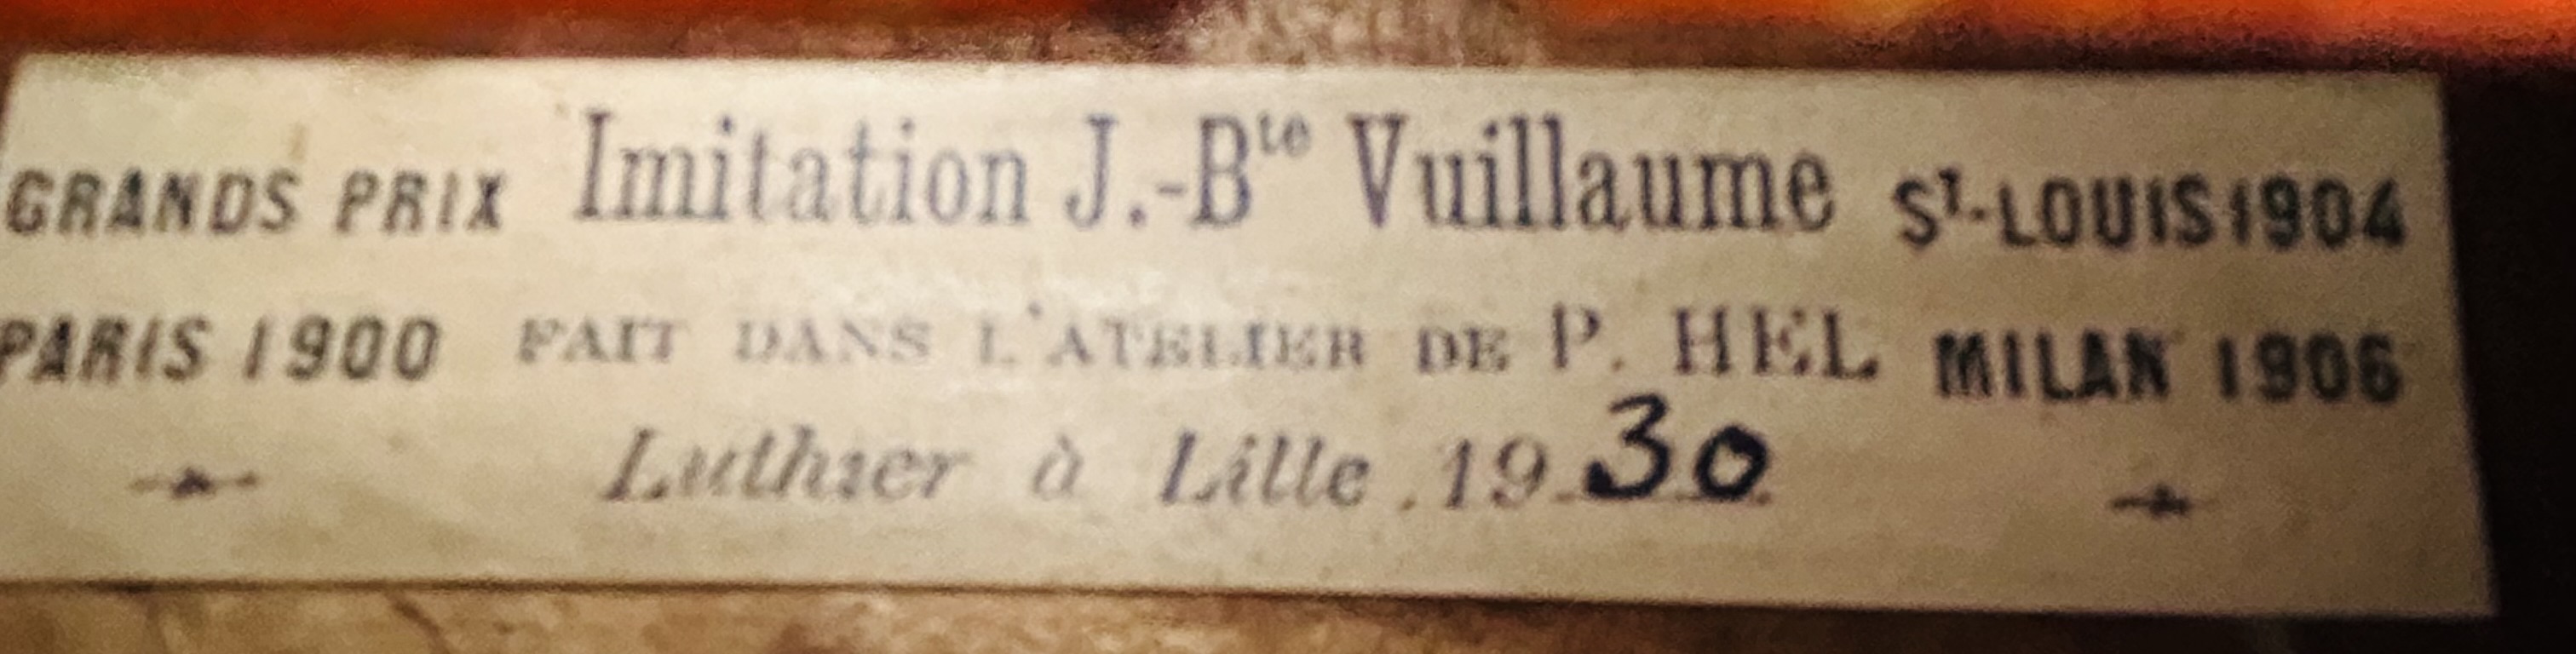 GRANDS PRIX Imitation J.-Bte Vuillaume ST-LOUIS 1904
PARIS 1900 FAIT DANS L'ATELIER DE P. HEL MILAN 1906
Luthier à Lille, 1930